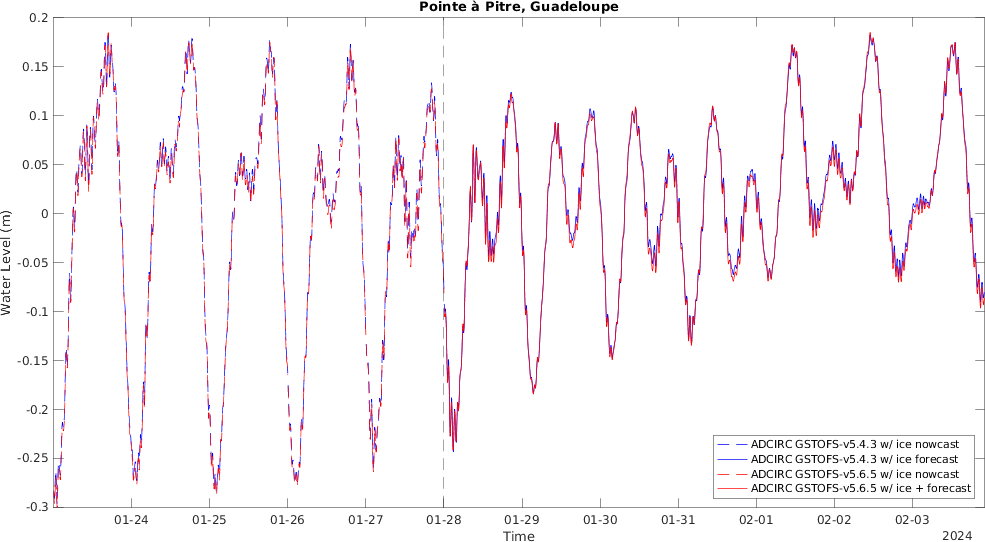 Pointe à Pitre, Guadeloupe
Water Level (m)
0.2
0.15
0.1
0.05
0
-0.05
-0.1
-0.15
-0.2
-0.25
-0.3
ADCIRC GSTOFS-v5.4.3 w/ ice nowcast
ADCIRC GSTOFS-v5.4.3 w/ ice forecast
ADCIRC GSTOFS-v5.6.5 w/ ice nowcast
ADCIRC GSTOFS-v5.6.5 w/ ice + forecast
01-24 01-25 01-26 01-27 01-28 01-29 01-30 01-31 02-01 02-02 02-03
Time
2024